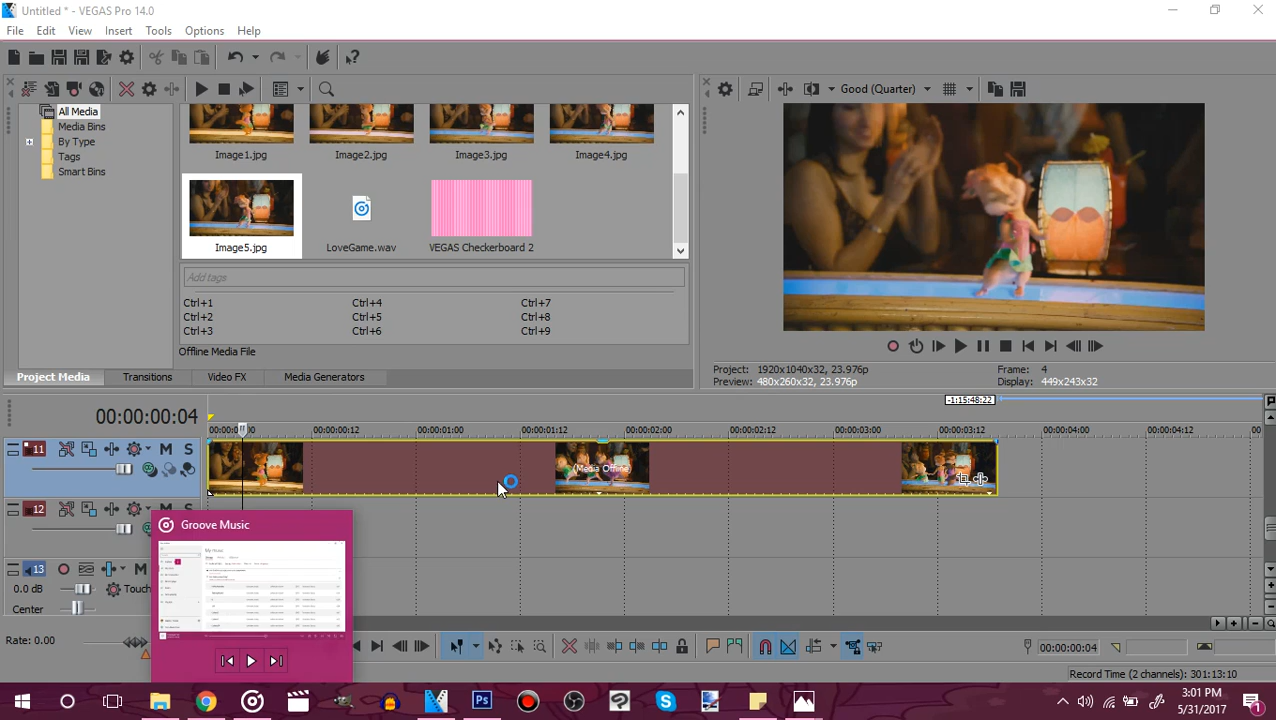 Untitled * - VEGAS Pro 14.0
File Edit View Insert Tools Options Help
All Media
Media Bins
By Type
Tags
Smart Bins
Image1.jpg Image2.jpg Image3.jpg Image4.jpg
Image5.jpg LoveGame.wav VEGAS Checkerboard 2
Add tags
Ctrl+1 Ctrl+4 Ctrl+7
Ctrl+2 Ctrl+5 Ctrl+8
Ctrl+3 Ctrl+6 Ctrl+9
Offline Media File
Project Media Transitions Video FX Media Generators
Good (Quarter)
Project: 1920x1040x32, 23.976p Frame: 4
Preview: 480x260x32, 23.976p Display: 449x243x32
00:00:00:04
-1:15:48:22
00:00:00:12 00:00:01:00 00:00:01:12 00:00:02:00 00:00:02:12 00:00:03:00 00:00:03:12 00:00:04:00 00:00:04:12 00
11 M S
(Media Offline)
12 M S
Touch
Groove Music
Rate: 0.00
00:00:00:04
Record Time (2 channels): 301:13:10
3:01 PM
5/31/2017